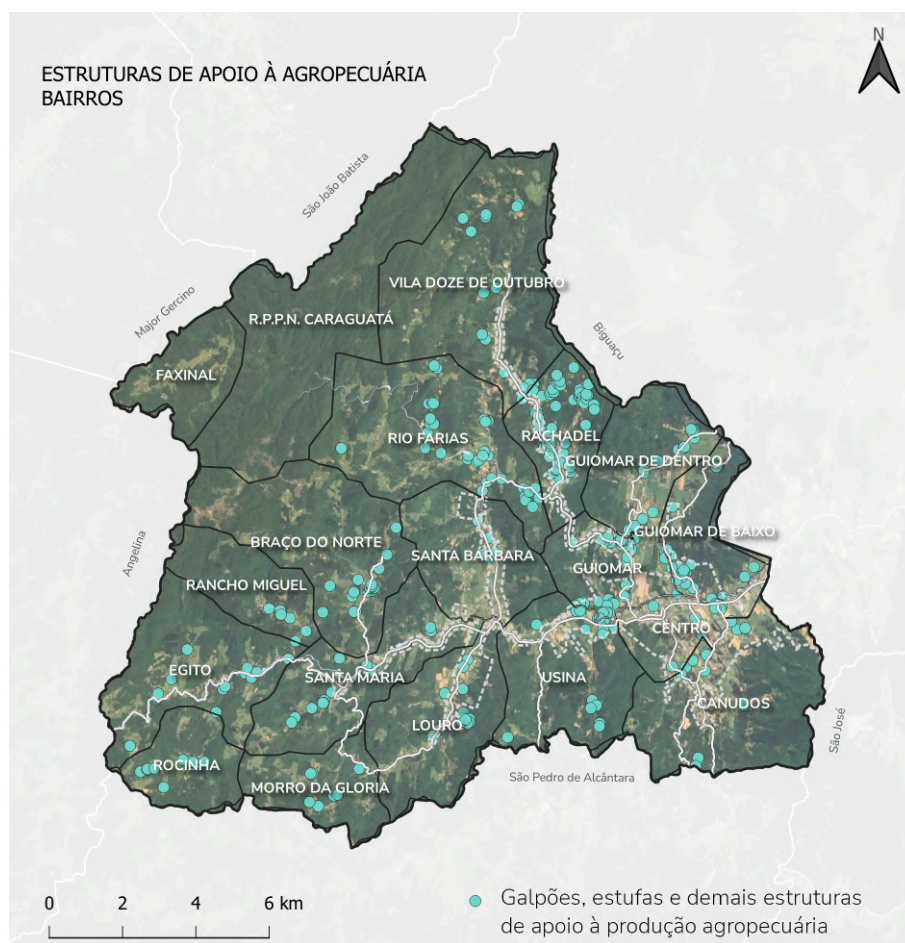 ESTRUTURAS DE APOIO À AGROPECUÁRIA
BAIRROS
N
São João Batista
Major Gercino
VILA DOZE DE OUTUBRO
R.P.P.N. CARAGUATÁ
Biguaçu
FAXINAL
RIO FARIAS
RACHADEL
GUIOMAR DE DENTRO
Angelina
BRAÇO DO NORTE
SANTA BÁRBARA
GUIOMAR DE BAIXO
GUIOMAR
RANCHO MIGUEL
CENTRO
EGITO
SANTA MARIA
USINA
CANUDOS
LOURO
São José
ROCINHA
MORRO DA GLORIA
São Pedro de Alcântara
0 2 4 6 km
Galpões, estufas e demais estruturas
de apoio à produção agropecuária